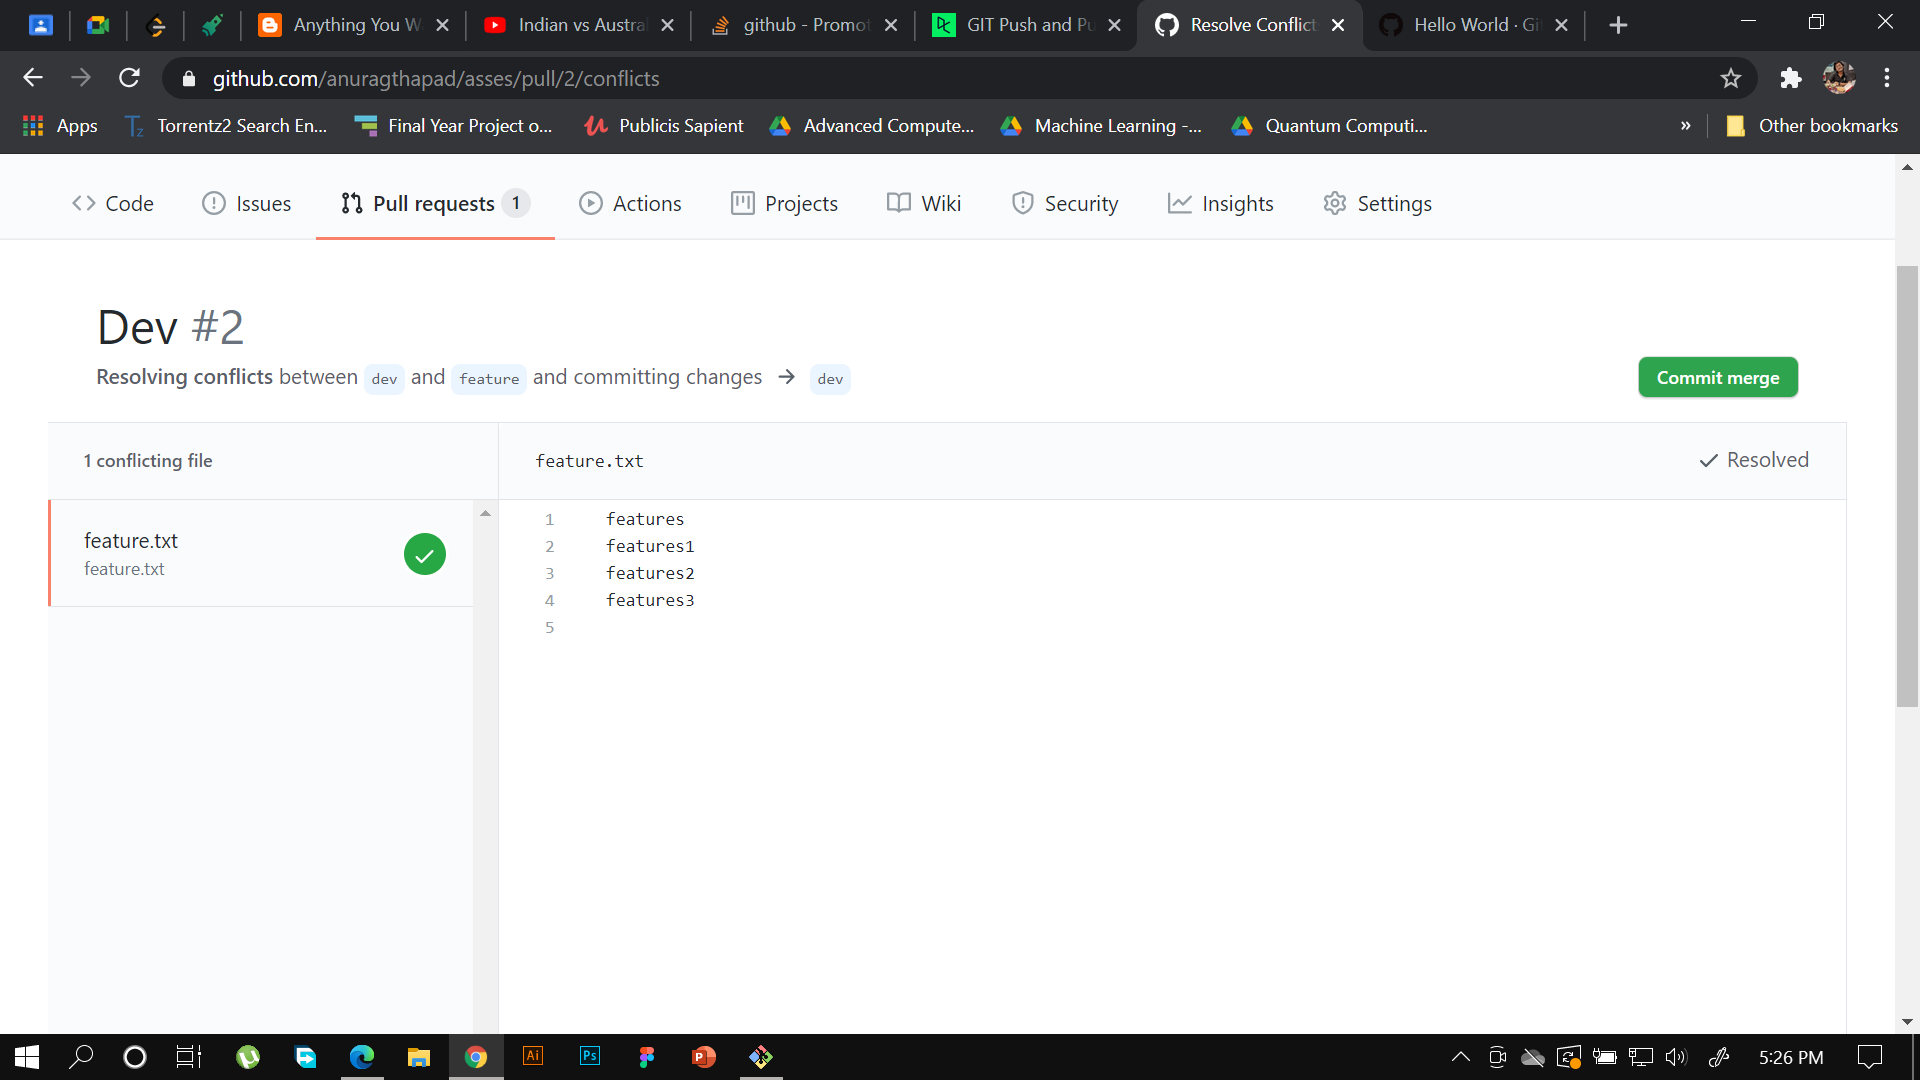 Anything You W
Indian vs Austral
github - Promot
GIT Push and Pu
Resolve Conflict
Hello World · Gi
github.com/anuragthapad/asses/pull/2/conflicts
Apps
Tz
Torrentz2 Search En...
Final Year Project o...
Publicis Sapient
Advanced Compute...
Machine Learning -...
Quantum Computi...
»
Other bookmarks
Code
Issues
Pull requests 1
Actions
Projects
Wiki
Security
Insights
Settings
Dev #2
Resolving conflicts between dev and feature and committing changes → dev
Commit merge
1 conflicting file
feature.txt
Resolved
feature.txt
feature.txt
1 features
2 features1
3 features2
4 features3
5
Ai
Ps
5:26 PM